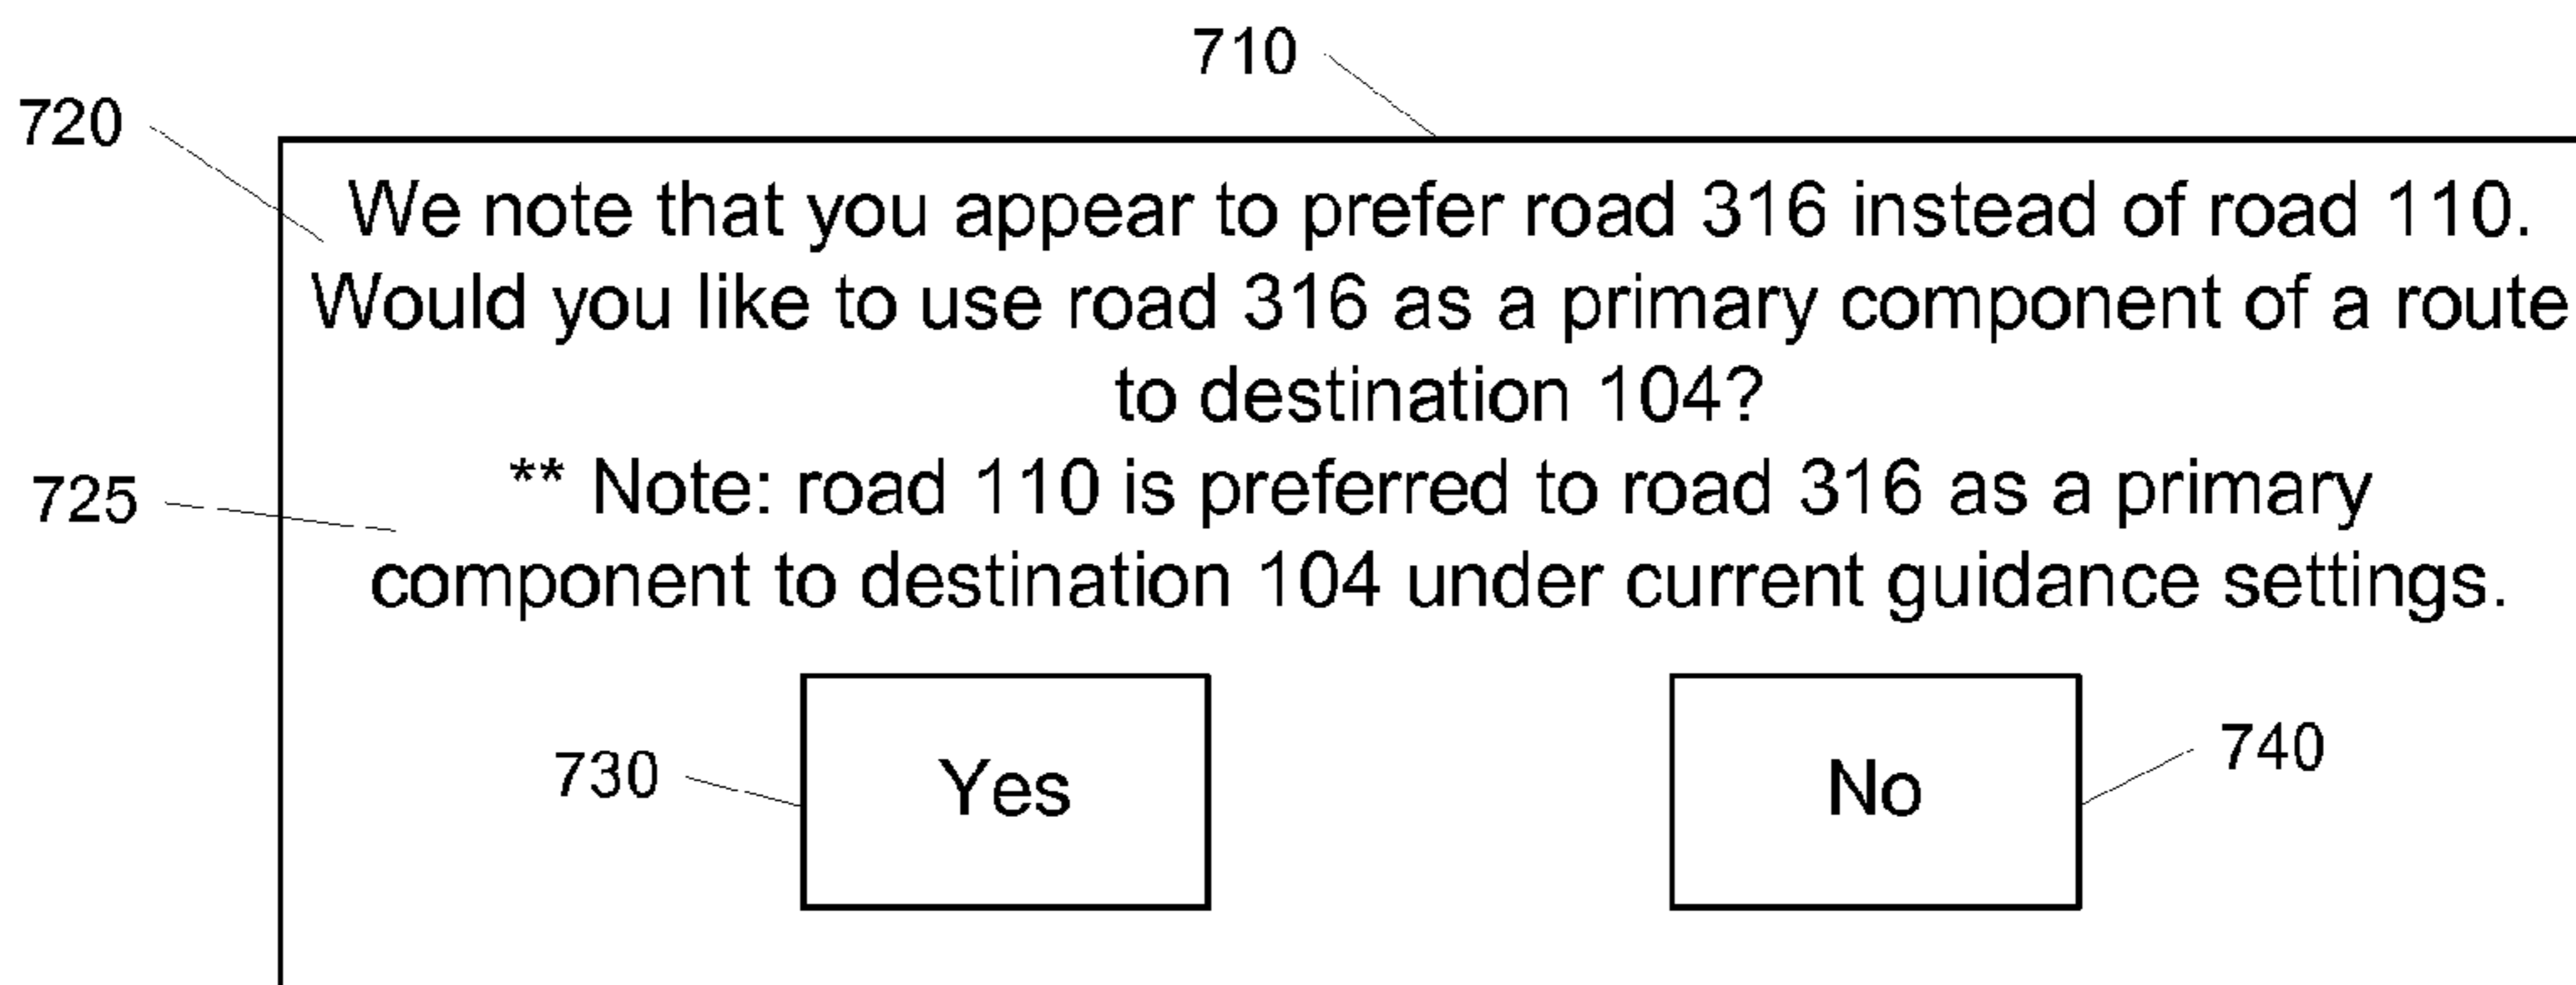 710
720
We note that you appear to prefer road 316 instead of road 110.
Would you like to use road 316 as a primary component of a route
to destination 104?
** Note: road 110 is preferred to road 316 as a primary
725
component to destination 104 under current guidance settings.
730
Yes
No
740